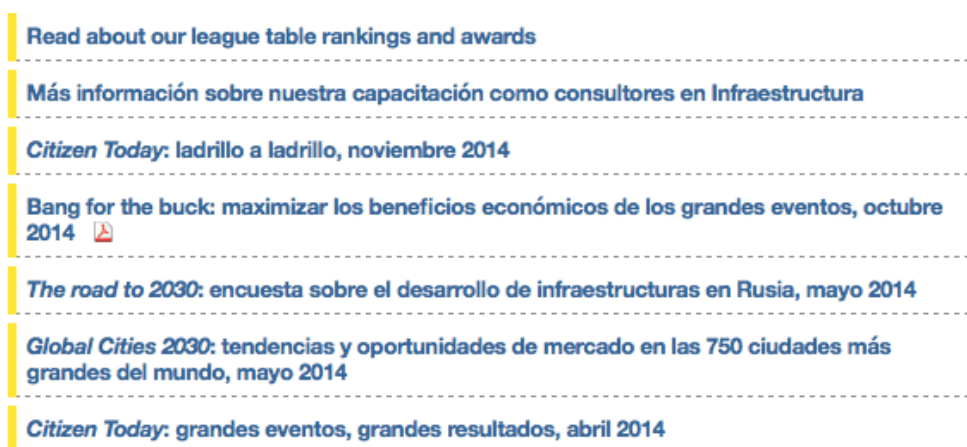 Read about our league table rankings and awards
Más información sobre nuestra capacitación como consultores en Infraestructura
Citizen Today: ladrillo a ladrillo, noviembre 2014
Bang for the buck: maximizar los beneficios económicos de los grandes eventos, octubre
2014
The road to 2030: encuesta sobre el desarrollo de infraestructuras en Rusia, mayo 2014
Global Cities 2030: tendencias y oportunidades de mercado en las 750 ciudades más
grandes del mundo, mayo 2014
Citizen Today: grandes eventos, grandes resultados, abril 2014